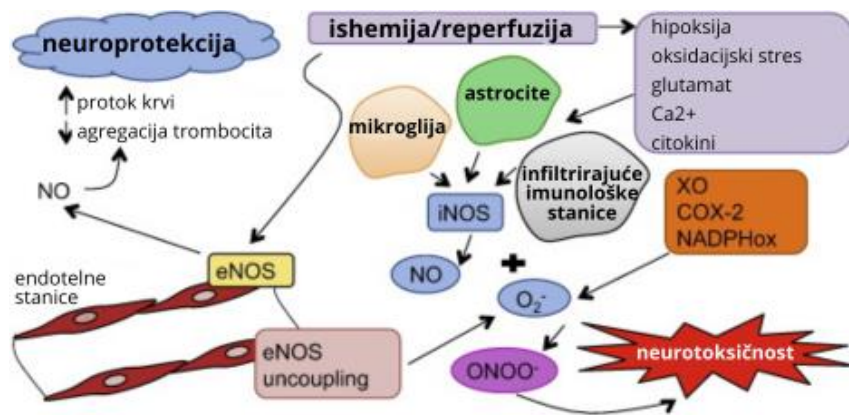 neuroprotekcija
ishemija/reperfuzija
hipoksija
oksidacijski stres
glutamat
Ca2+
citokini
protok krvi
agregacija trombocita
NO
mikroglija
astrocite
infiltrirajuće
imunološke
stanice
iNOS
XO
COX-2
NADPHox
endotelne
stanice
eNOS
NO
+
O₂⁻
eNOS
uncoupling
ONOO⁻
neurotoksičnost